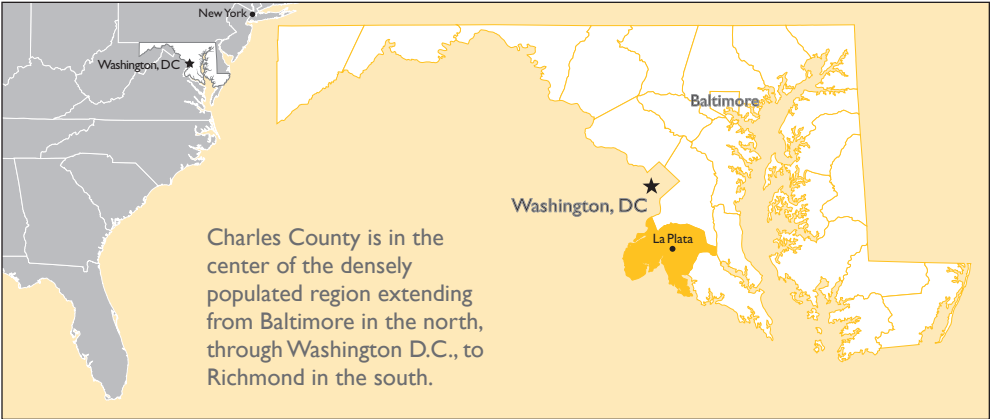 New York
Washington, DC
Baltimore
Washington, DC
La Plata
Charles County is in the
center of the densely
populated region extending
from Baltimore in the north,
through Washington D.C., to
Richmond in the south.